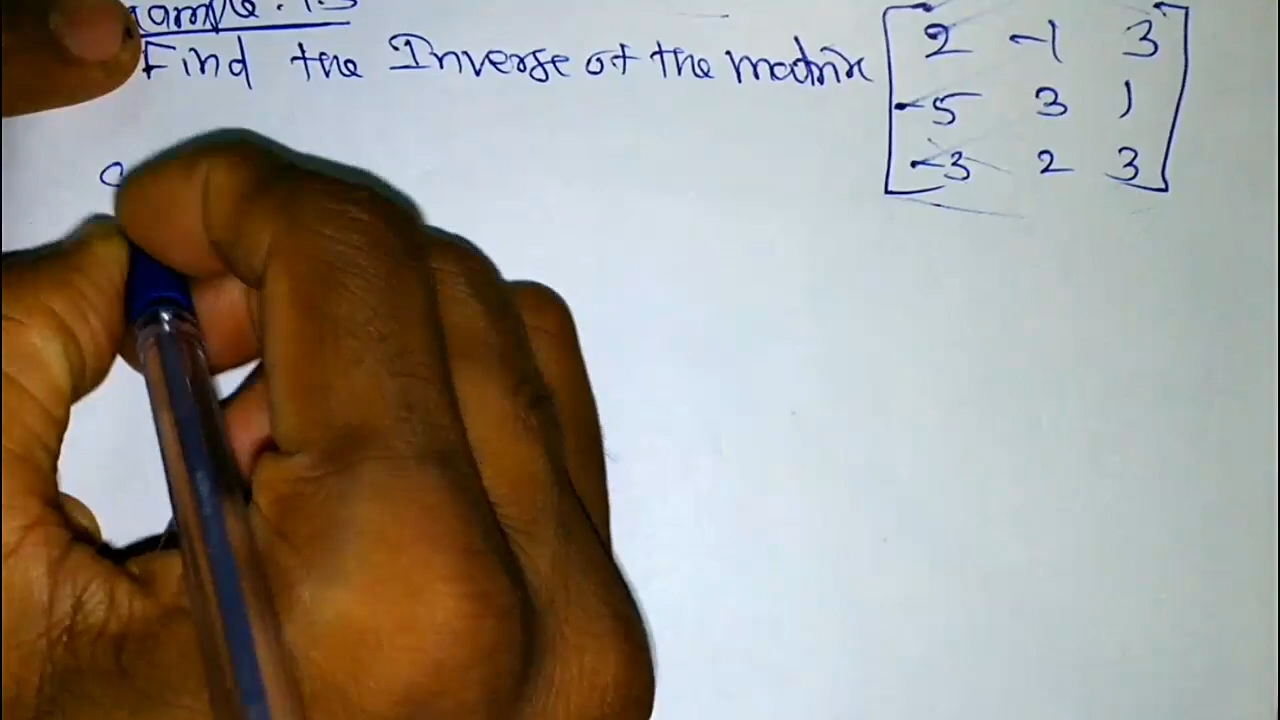 Find the Inverse of the matrix
2 -1 3
-5 3 1
-3 2 3